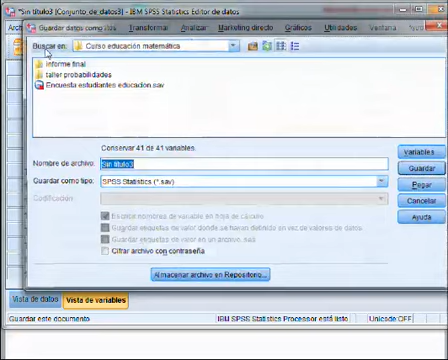 *Sin título3 [Conjunto_de_datos3] - IBM SPSS Statistics Editor de datos
Guardar datos como
Transformar Analizar Marketing directo Gráficos Utilidades Ventana
Buscar en: Curso educación matemática
Informe final
taller probabilidades
Encuesta estudiantes educacion.sav
Conservar 41 de 41 variables.
Variables...
Nombre de archivo: Sin título3
Guardar
Guardar como tipo: SPSS Statistics (*.sav)
Pegar
Codificación:
Cancelar
Escribir nombres de variable en hoja de cálculo
Ayuda
Guardar etiquetas de valor donde se hayan definido en vez de valores de datos
Guardar etiquetas de valor en un archivo .sas
Cifrar archivo con contraseña
Almacenar archivo en Repositorio...
Vista de datos Vista de variables
Guardar este documento IBM SPSS Statistics Processor está listo Unicode:OFF